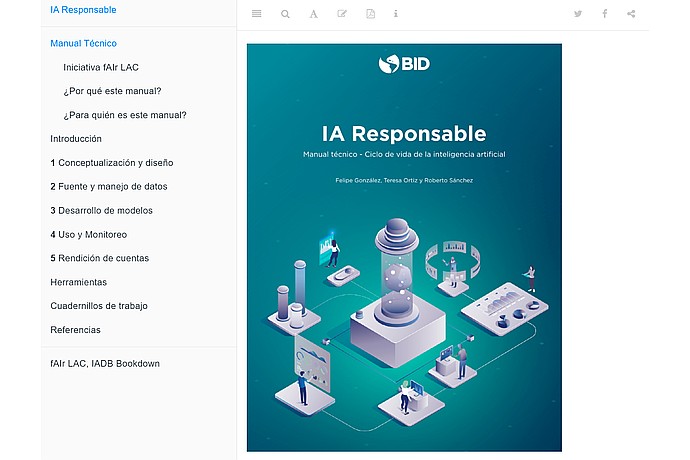 IA Responsable
Manual Técnico
Iniciativa fAIr LAC
¿Por qué este manual?
¿Para quién es este manual?
Introducción
1 Conceptualización y diseño
2 Fuente y manejo de datos
3 Desarrollo de modelos
4 Uso y Monitoreo
5 Rendición de cuentas
Herramientas
Cuadernillos de trabajo
Referencias
fAIr LAC, IADB Bookdown
BID
IA Responsable
Manual técnico - Ciclo de vida de la inteligencia artificial
Felipe González, Teresa Ortiz y Roberto Sánchez